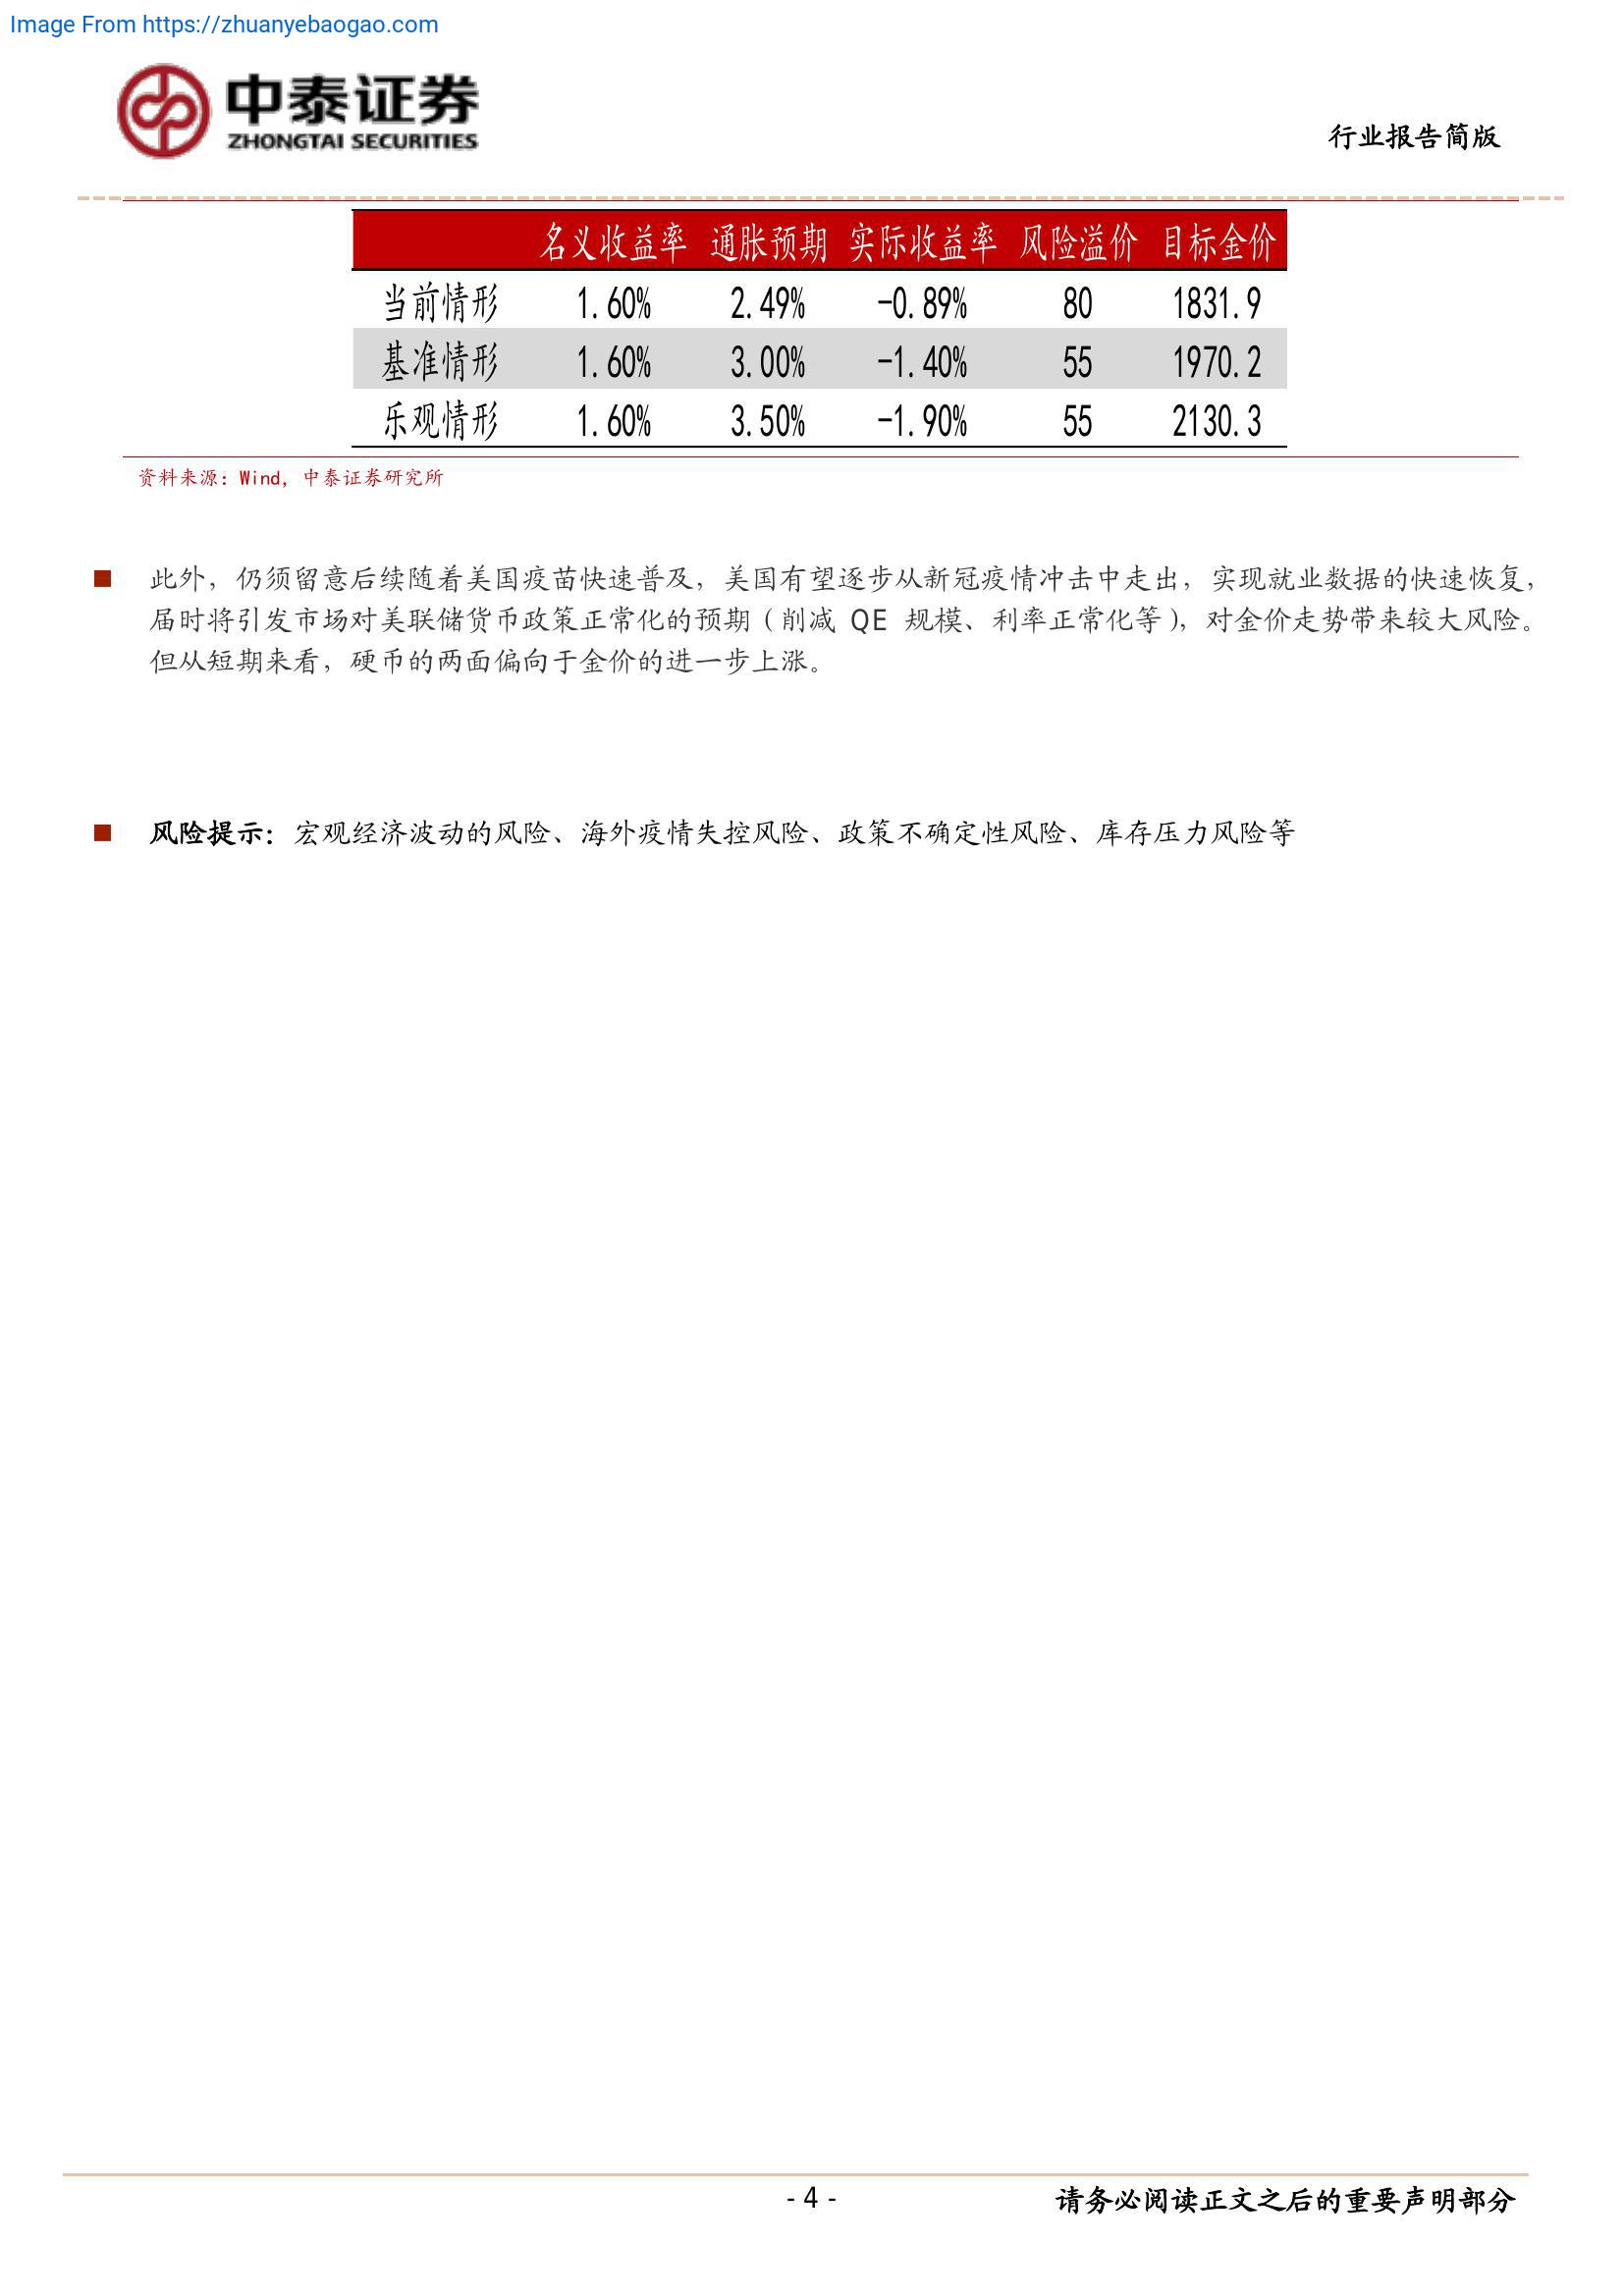 Image From https://zhuanyebaogao.com
中泰证券
ZHONGTAI SECURITIES
行业报告简版
名义收益率 通胀预期 实际收益率 风险溢价 目标金价
当前情形 1.60% 2.49% -0.89% 80 1831.9
基准情形 1.60% 3.00% -1.40% 55 1970.2
乐观情形 1.60% 3.50% -1.90% 55 2130.3
资料来源：Wind，中泰证券研究所
■ 此外，仍须留意后续随着美国疫苗快速普及，美国有望逐步从新冠疫情冲击中走出，实现就业数据的快速恢复，
届时将引发市场对美联储货币政策正常化的预期（削减 QE 规模、利率正常化等），对金价走势带来较大风险。
但从短期来看，硬币的两面偏向于金价的进一步上涨。
■ 风险提示：宏观经济波动的风险、海外疫情失控风险、政策不确定性风险、库存压力风险等
- 4 -
请务必阅读正文之后的重要声明部分